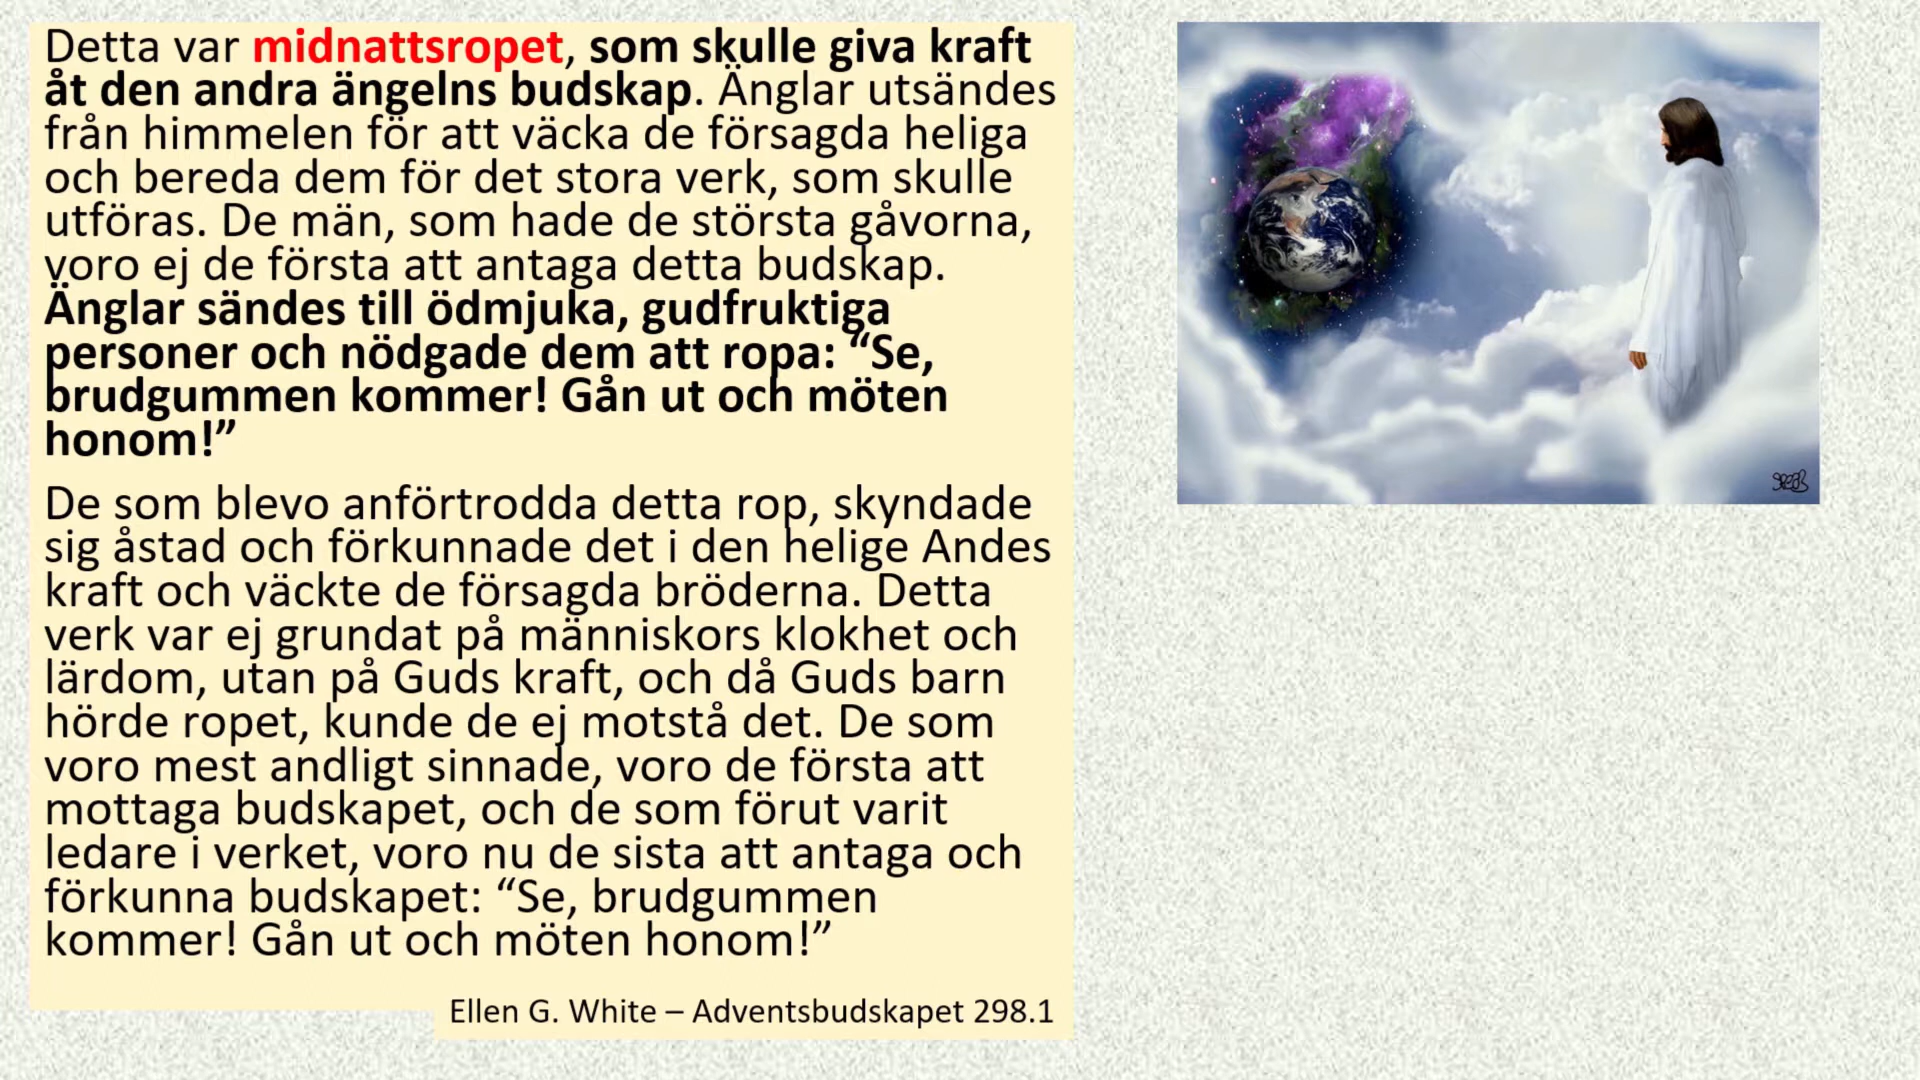 Detta var midnattsropet, som skulle giva kraft
åt den andra ängelns budskap. Änglar utsändes
från himmelen för att väcka de försagda heliga
och bereda dem för det stora verk, som skulle
utföras. De män, som hade de största gåvorna,
voro ej de första att antaga detta budskap.
Änglar sändes till ödmjuka, gudfruktiga
personer och nödgade dem att ropa: “Se,
brudgummen kommer! Gån ut och möten
honom!”
De som blevo anförtrodda detta rop, skyndade
sig åstad och förkunnade det i den helige Andes
kraft och väckte de försagda bröderna. Detta
verk var ej grundat på människors klokhet och
lärdom, utan på Guds kraft, och då Guds barn
hörde ropet, kunde de ej motstå det. De som
voro mest andligt sinnade, voro de första att
mottaga budskapet, och de som förut varit
ledare i verket, voro nu de sista att antaga och
förkunna budskapet: “Se, brudgummen
kommer! Gån ut och möten honom!”
Ellen G. White – Adventsbudskapet 298.1